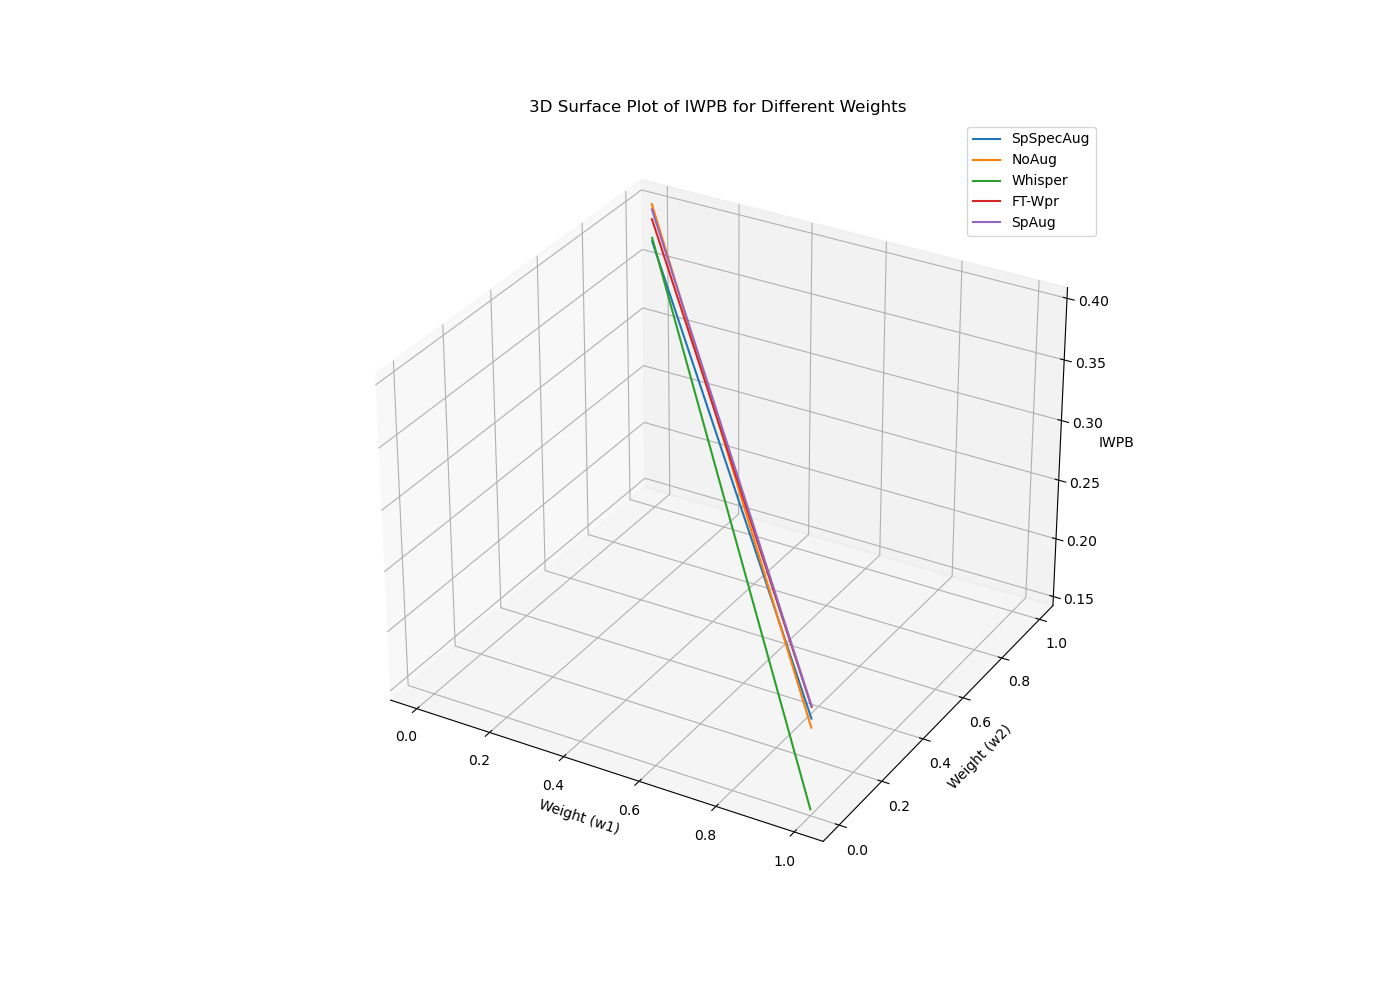 3D Surface Plot of IWPB for Different Weights
SpSpecAug
NoAug
Whisper
FT-Wpr
SpAug
0.40
0.35
0.30
IWPB
0.25
0.20
0.15
1.0
0.8
0.6
0.4
0.2
0.0
Weight (w2)
0.0
0.2
0.4
0.6
0.8
1.0
Weight (w1)